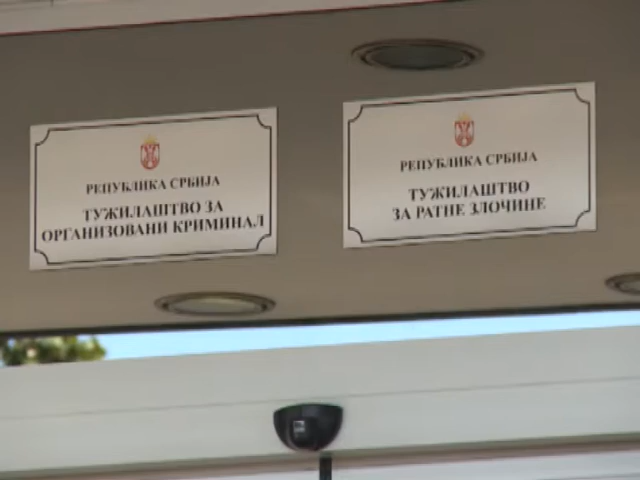 РЕПУБЛИКА СРБИЈА
ТУЖИЛАШТВО ЗА
ОРГАНИЗОВАНИ КРИМИНАЛ
РЕПУБЛИКА СРБИЈА
ТУЖИЛАШТВО
ЗА РАТНЕ ЗЛОЧИНЕ